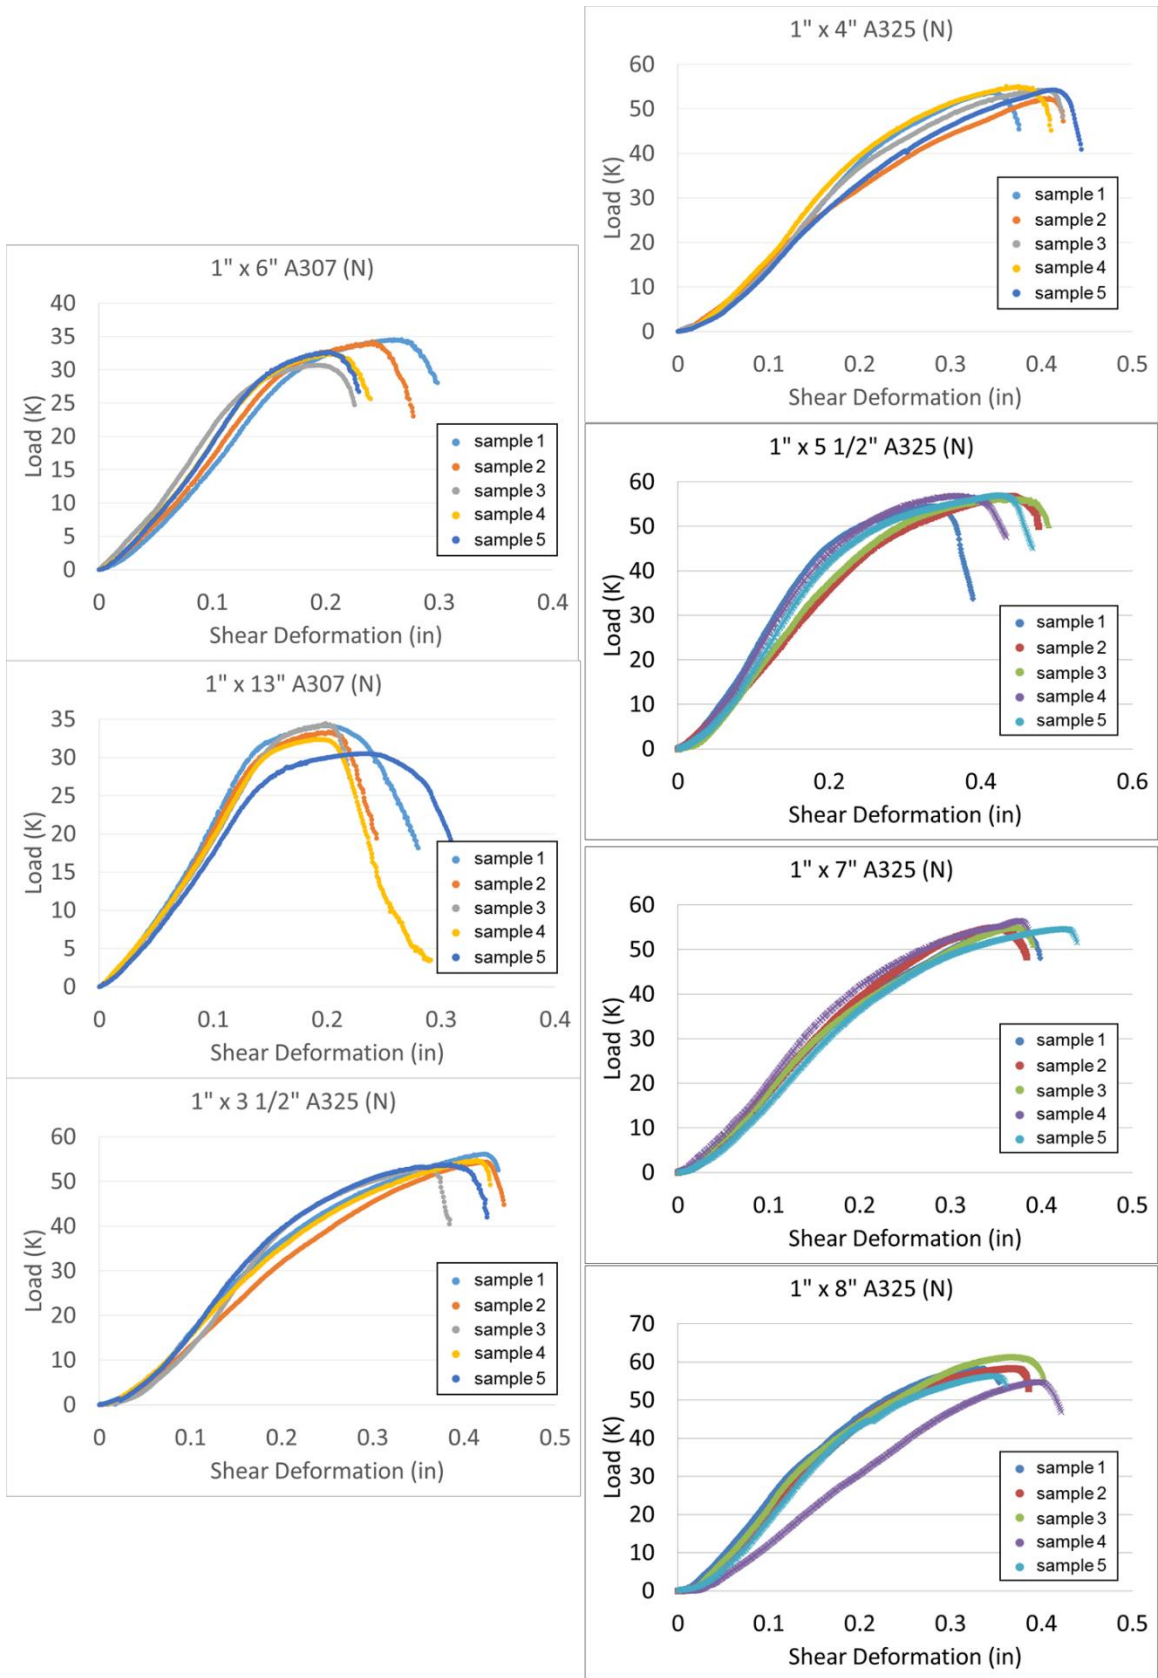 1" x 6" A307 (N)
Load (K)
40
35
30
25
20
15
10
5
0
0 0.1 0.2 0.3 0.4
Shear Deformation (in)
sample 1
sample 2
sample 3
sample 4
sample 5
1" x 13" A307 (N)
Load (K)
35
30
25
20
15
10
5
0
0 0.1 0.2 0.3 0.4
Shear Deformation (in)
sample 1
sample 2
sample 3
sample 4
sample 5
1" x 3 1/2" A325 (N)
Load (K)
60
50
40
30
20
10
0
0 0.1 0.2 0.3 0.4 0.5
Shear Deformation (in)
sample 1
sample 2
sample 3
sample 4
sample 5
1" x 4" A325 (N)
Load (K)
60
50
40
30
20
10
0
0 0.1 0.2 0.3 0.4 0.5
Shear Deformation (in)
sample 1
sample 2
sample 3
sample 4
sample 5
1" x 5 1/2" A325 (N)
Load (K)
60
50
40
30
20
10
0
0 0.2 0.4 0.6
Shear Deformation (in)
sample 1
sample 2
sample 3
sample 4
sample 5
1" x 7" A325 (N)
Load (K)
60
50
40
30
20
10
0
0 0.1 0.2 0.3 0.4 0.5
Shear Deformation (in)
sample 1
sample 2
sample 3
sample 4
sample 5
1" x 8" A325 (N)
Load (K)
70
60
50
40
30
20
10
0
0 0.1 0.2 0.3 0.4 0.5
Shear Deformation (in)
sample 1
sample 2
sample 3
sample 4
sample 5